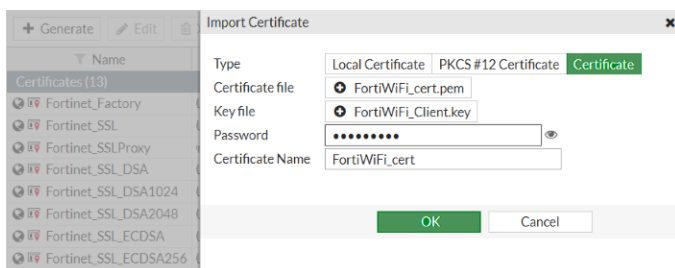 + Generate Edit
Import Certificate
Name
Type Local Certificate PKCS #12 Certificate Certificate
Certificates (13)
Certificate file FortiWiFi_cert.pem
Fortinet_Factory
Key file FortiWiFi_Client.key
Fortinet_SSL
Password •••••••••
Fortinet_SSLProxy
Certificate Name FortiWiFi_cert
Fortinet_SSL_DSA
Fortinet_SSL_DSA1024
Fortinet_SSL_DSA2048
OK Cancel
Fortinet_SSL_ECDSA
Fortinet_SSL_ECDSA256